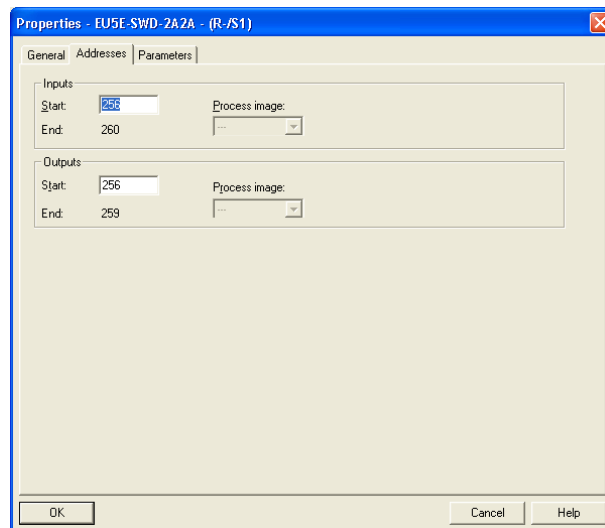 Properties - EU5E-SWD-2A2A - (R-/S1)
General Addresses Parameters
Inputs
Start: 256 Process image:
End: 260 ---
Outputs
Start: 256 Process image:
End: 259 ---
OK Cancel Help